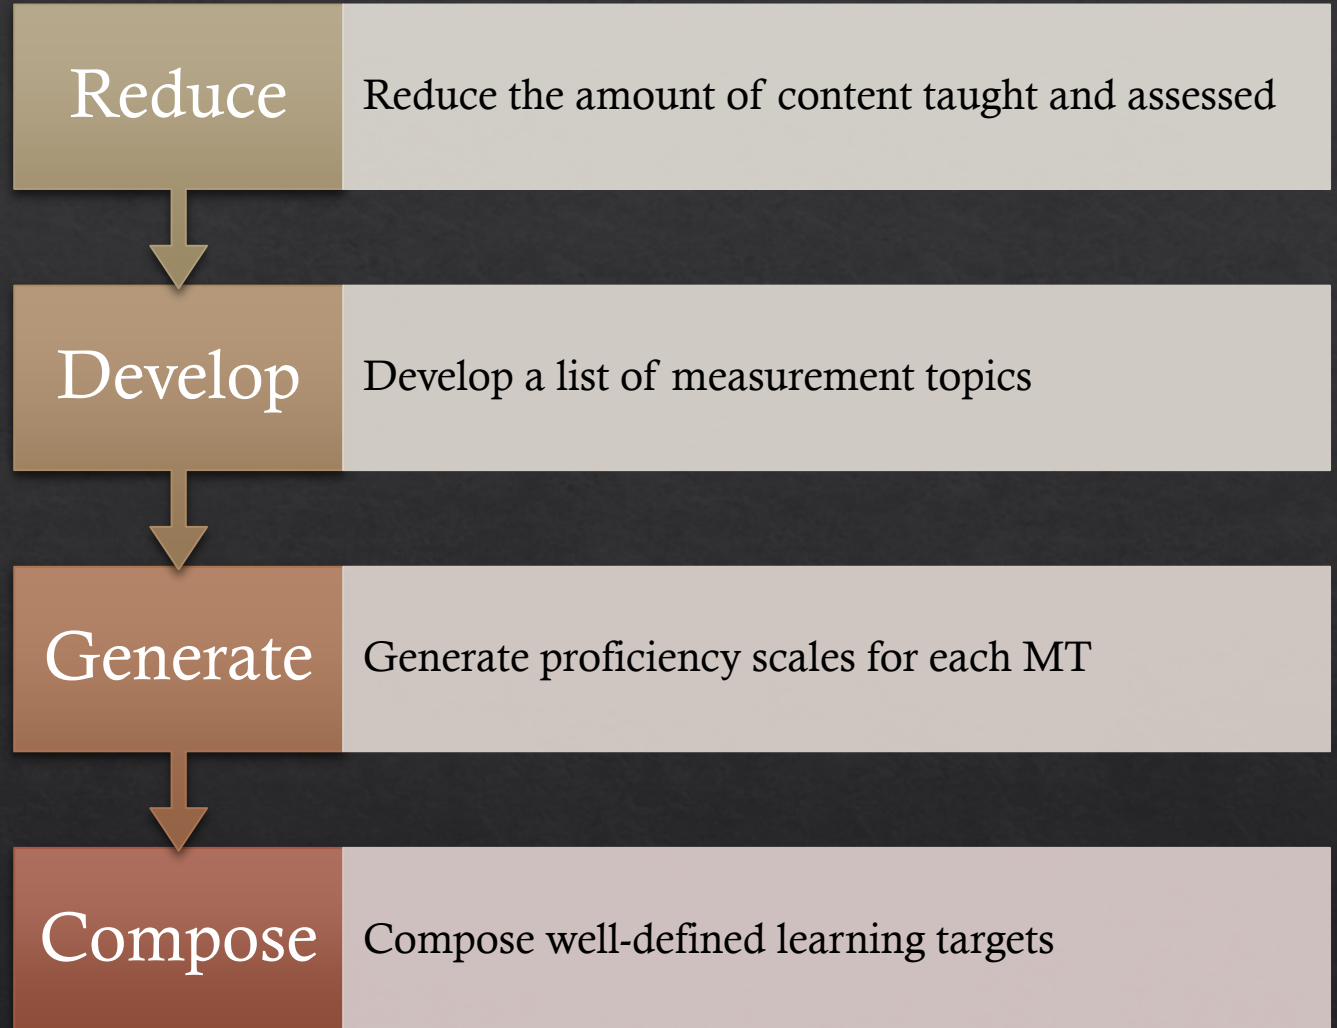 Reduce
Reduce the amount of content taught and assessed
Develop
Develop a list of measurement topics
Generate
Generate proficiency scales for each MT
Compose
Compose well-defined learning targets